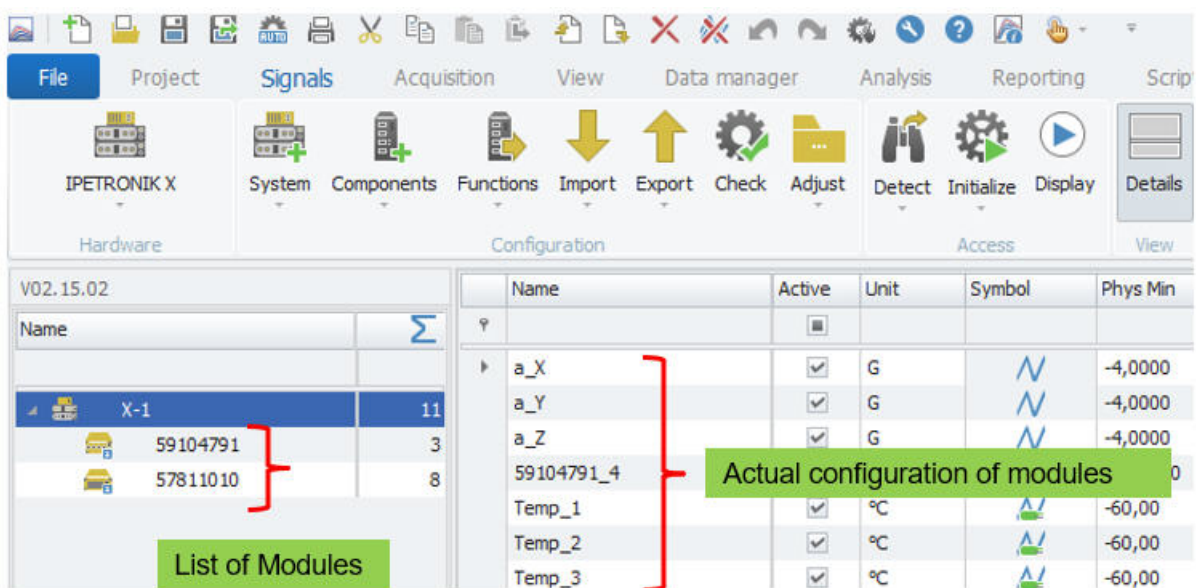 AUTO
File Project Signals Acquisition View Data manager Analysis Reporting Scrip
IPETRONIK X System Components Functions Import Export Check Adjust Detect Initialize Display Details
Hardware Configuration Access View
V02.15.02
Name Σ
Name Active Unit Symbol Phys Min
X-1 11
59104791 3
57811010 8
List of Modules
a_X G -4,0000
a_Y G -4,0000
a_Z G -4,0000
59104791_4 0
Actual configuration of modules
Temp_1 °C -60,00
Temp_2 °C -60,00
Temp_3 °C -60,00